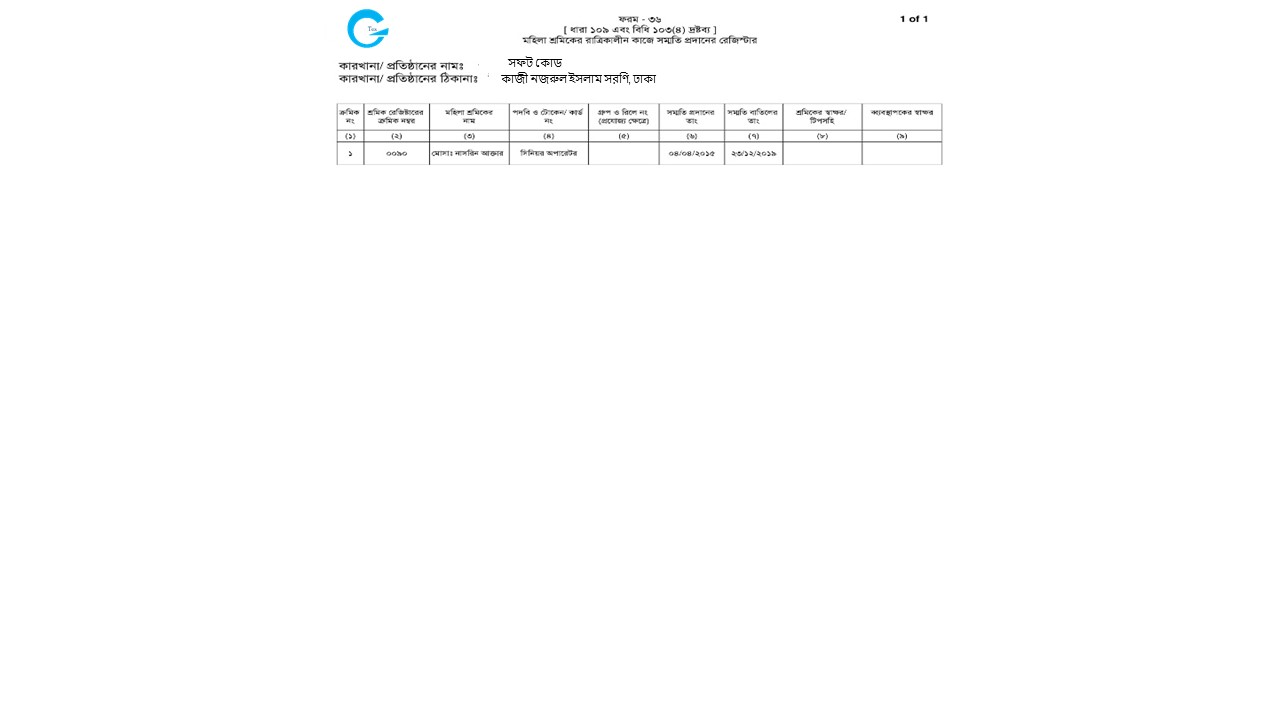 Tus
ফরম - ৩৬
1 of 1
[ ধারা ১০৯ এবং বিধি ১০৩(৪) দ্রষ্টব্য ]
মহিলা শ্রমিকের রাত্রিকালীন কাজে সম্মতি প্রদানের রেজিস্টার
কারখানা/ প্রতিষ্ঠানের নামঃ সফট কোড
কারখানা/ প্রতিষ্ঠানের ঠিকানাঃ কাজী নজরুল ইসলাম সরণি, ঢাকা
ক্রমিক নং শ্রমিক রেজিষ্টারের ক্রমিক নম্বর মহিলা শ্রমিকের নাম পদবি ও টোকেন/ কার্ড নং গ্রুপ ও রিলে নং (প্রযোজ্য ক্ষেত্রে) সম্মতি প্রদানের তাং সম্মতি বাতিলের তাং শ্রমিকের স্বাক্ষর/ টিপসহি ব্যবস্থাপকের স্বাক্ষর
(১) (২) (৩) (৪) (৫) (৬) (৭) (৮) (৯)
১ ০০৯০ মোসাঃ নাসরিন আক্তার সিনিয়র অপারেটর ০৪/০৪/২০১৫ ২৩/১২/২০১৯